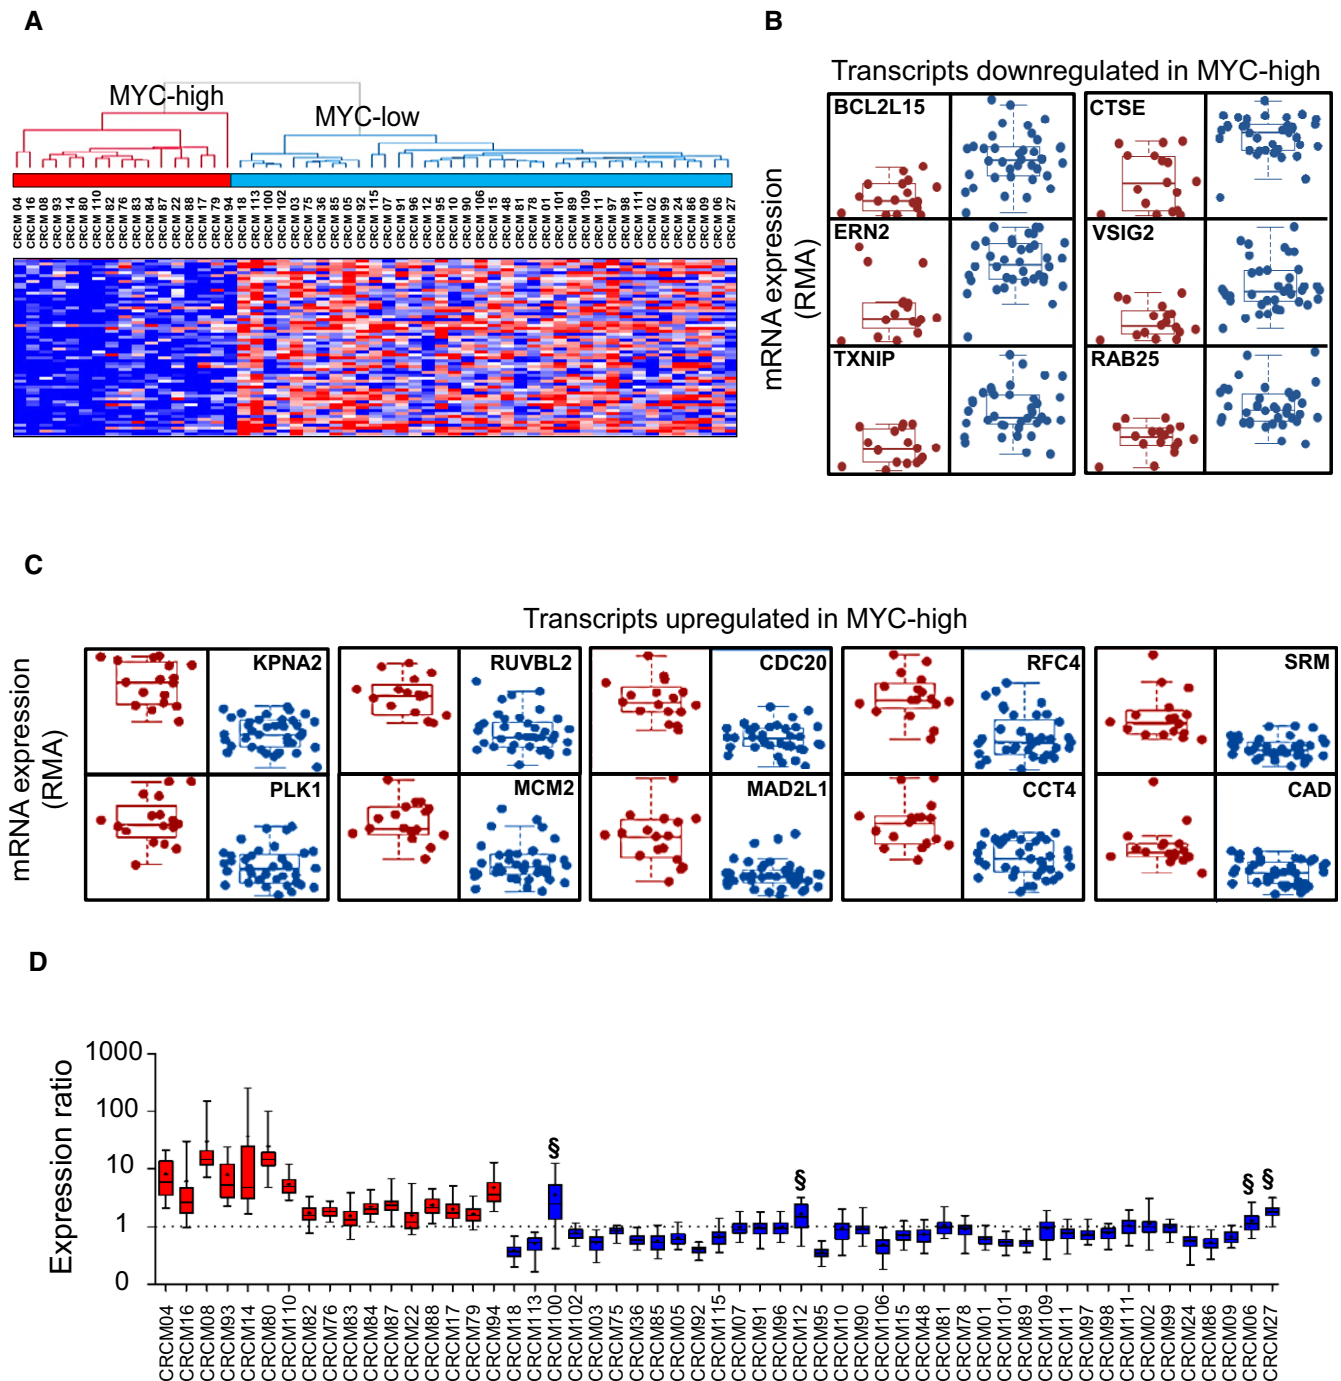 A
MYC-high
MYC-low
CRCM 04
CRCM 16
CRCM 08
CRCM 93
CRCM 14
CRCM 80
CRCM 110
CRCM 82
CRCM 76
CRCM 83
CRCM 84
CRCM 87
CRCM 22
CRCM 88
CRCM 17
CRCM 79
CRCM 94
CRCM 18
CRCM 113
CRCM 100
CRCM 102
CRCM 03
CRCM 75
CRCM 36
CRCM 85
CRCM 05
CRCM 92
CRCM 115
CRCM 07
CRCM 91
CRCM 96
CRCM 12
CRCM 95
CRCM 10
CRCM 90
CRCM 106
CRCM 15
CRCM 48
CRCM 81
CRCM 78
CRCM 01
CRCM 101
CRCM 89
CRCM 109
CRCM 11
CRCM 97
CRCM 98
CRCM 111
CRCM 02
CRCM 99
CRCM 24
CRCM 86
CRCM 09
CRCM 06
CRCM 27
B
Transcripts downregulated in MYC-high
mRNA expression
(RMA)
BCL2L15
CTSE
ERN2
VSIG2
TXNIP
RAB25
C
Transcripts upregulated in MYC-high
mRNA expression
(RMA)
KPNA2
RUVBL2
CDC20
RFC4
SRM
PLK1
MCM2
MAD2L1
CCT4
CAD
D
Expression ratio
1000
100
10
1
0
§
§
§
§
CRCM04
CRCM16
CRCM08
CRCM93
CRCM14
CRCM80
CRCM110
CRCM82
CRCM76
CRCM83
CRCM84
CRCM87
CRCM22
CRCM88
CRCM17
CRCM79
CRCM94
CRCM18
CRCM113
CRCM100
CRCM102
CRCM03
CRCM75
CRCM36
CRCM85
CRCM05
CRCM92
CRCM115
CRCM07
CRCM91
CRCM96
CRCM12
CRCM95
CRCM10
CRCM90
CRCM106
CRCM15
CRCM48
CRCM81
CRCM78
CRCM01
CRCM101
CRCM89
CRCM109
CRCM11
CRCM97
CRCM98
CRCM111
CRCM02
CRCM99
CRCM24
CRCM86
CRCM09
CRCM06
CRCM27